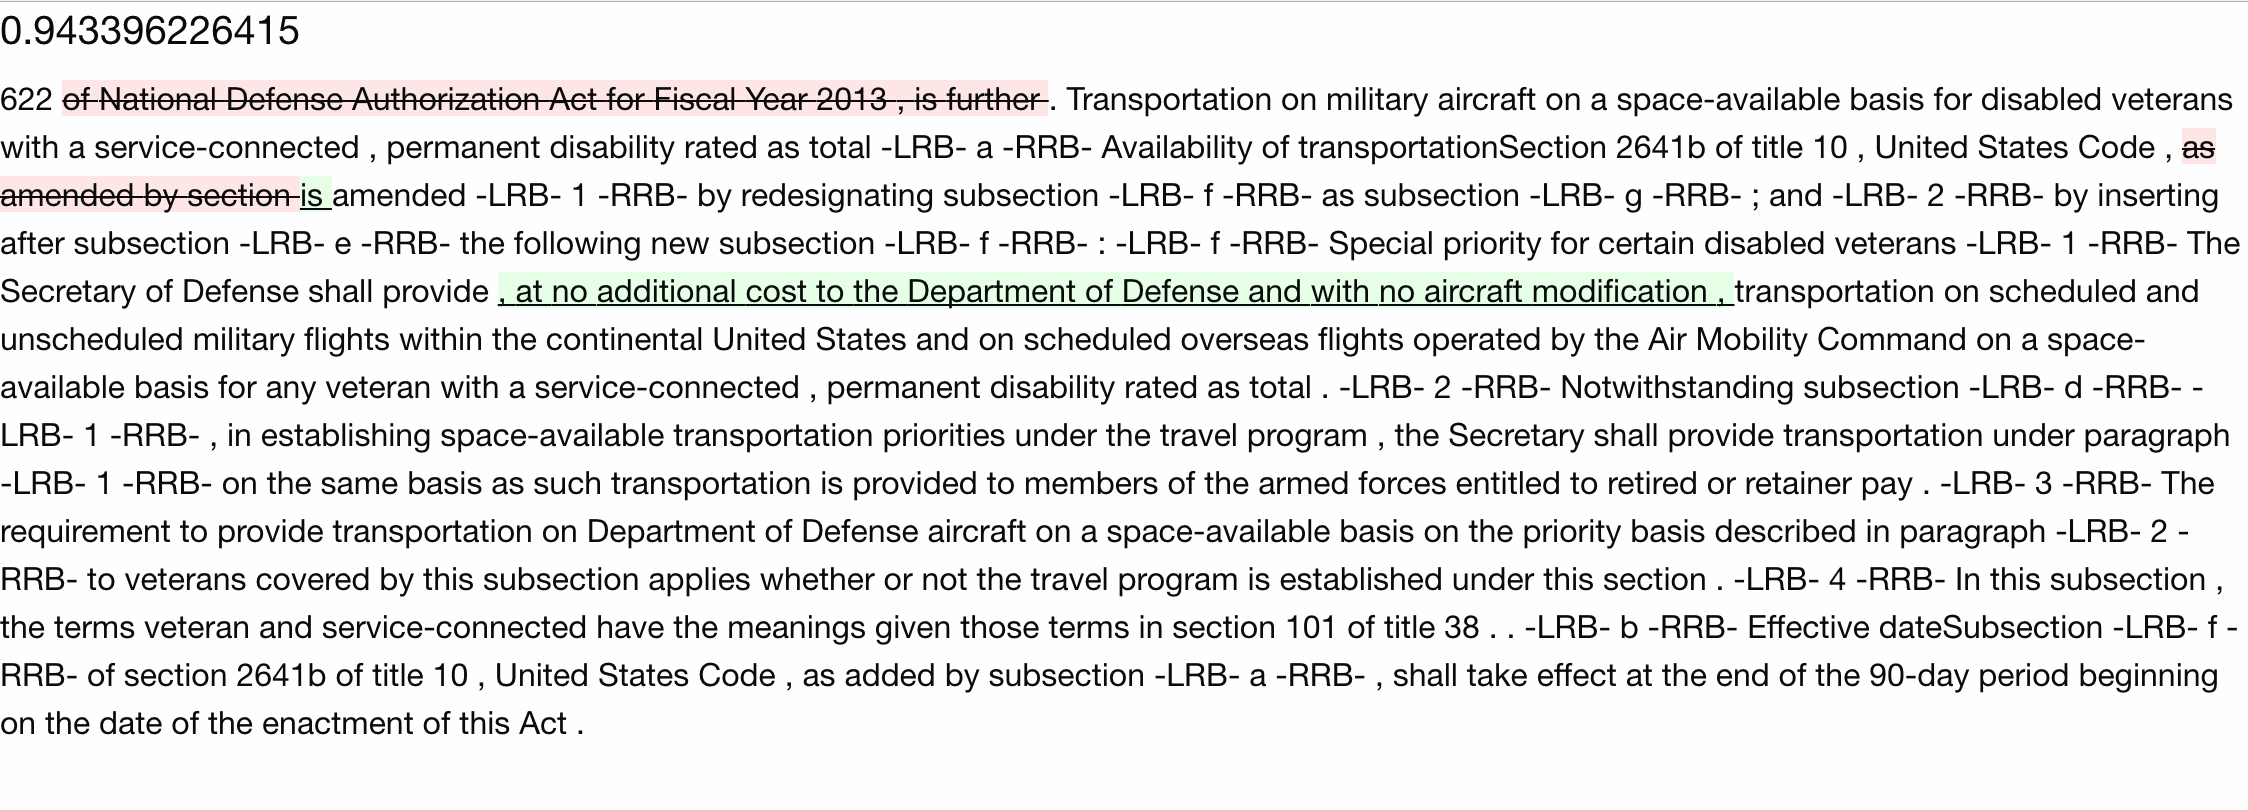 0.943396226415
622 of National Defense Authorization Act for Fiscal Year 2013 , is further . Transportation on military aircraft on a space-available basis for disabled veterans
with a service-connected , permanent disability rated as total -LRB- a -RRB- Availability of transportationSection 2641b of title 10 , United States Code , as
amended by section is amended -LRB- 1 -RRB- by redesignating subsection -LRB- f -RRB- as subsection -LRB- g -RRB- ; and -LRB- 2 -RRB- by inserting
after subsection -LRB- e -RRB- the following new subsection -LRB- f -RRB- : -LRB- f -RRB- Special priority for certain disabled veterans -LRB- 1 -RRB- The
Secretary of Defense shall provide , at no additional cost to the Department of Defense and with no aircraft modification , transportation on scheduled and
unscheduled military flights within the continental United States and on scheduled overseas flights operated by the Air Mobility Command on a space-
available basis for any veteran with a service-connected , permanent disability rated as total . -LRB- 2 -RRB- Notwithstanding subsection -LRB- d -RRB- -
LRB- 1 -RRB- , in establishing space-available transportation priorities under the travel program , the Secretary shall provide transportation under paragraph
-LRB- 1 -RRB- on the same basis as such transportation is provided to members of the armed forces entitled to retired or retainer pay . -LRB- 3 -RRB- The
requirement to provide transportation on Department of Defense aircraft on a space-available basis on the priority basis described in paragraph -LRB- 2 -
RRB- to veterans covered by this subsection applies whether or not the travel program is established under this section . -LRB- 4 -RRB- In this subsection ,
the terms veteran and service-connected have the meanings given those terms in section 101 of title 38 . . -LRB- b -RRB- Effective dateSubsection -LRB- f -
RRB- of section 2641b of title 10 , United States Code , as added by subsection -LRB- a -RRB- , shall take effect at the end of the 90-day period beginning
on the date of the enactment of this Act .